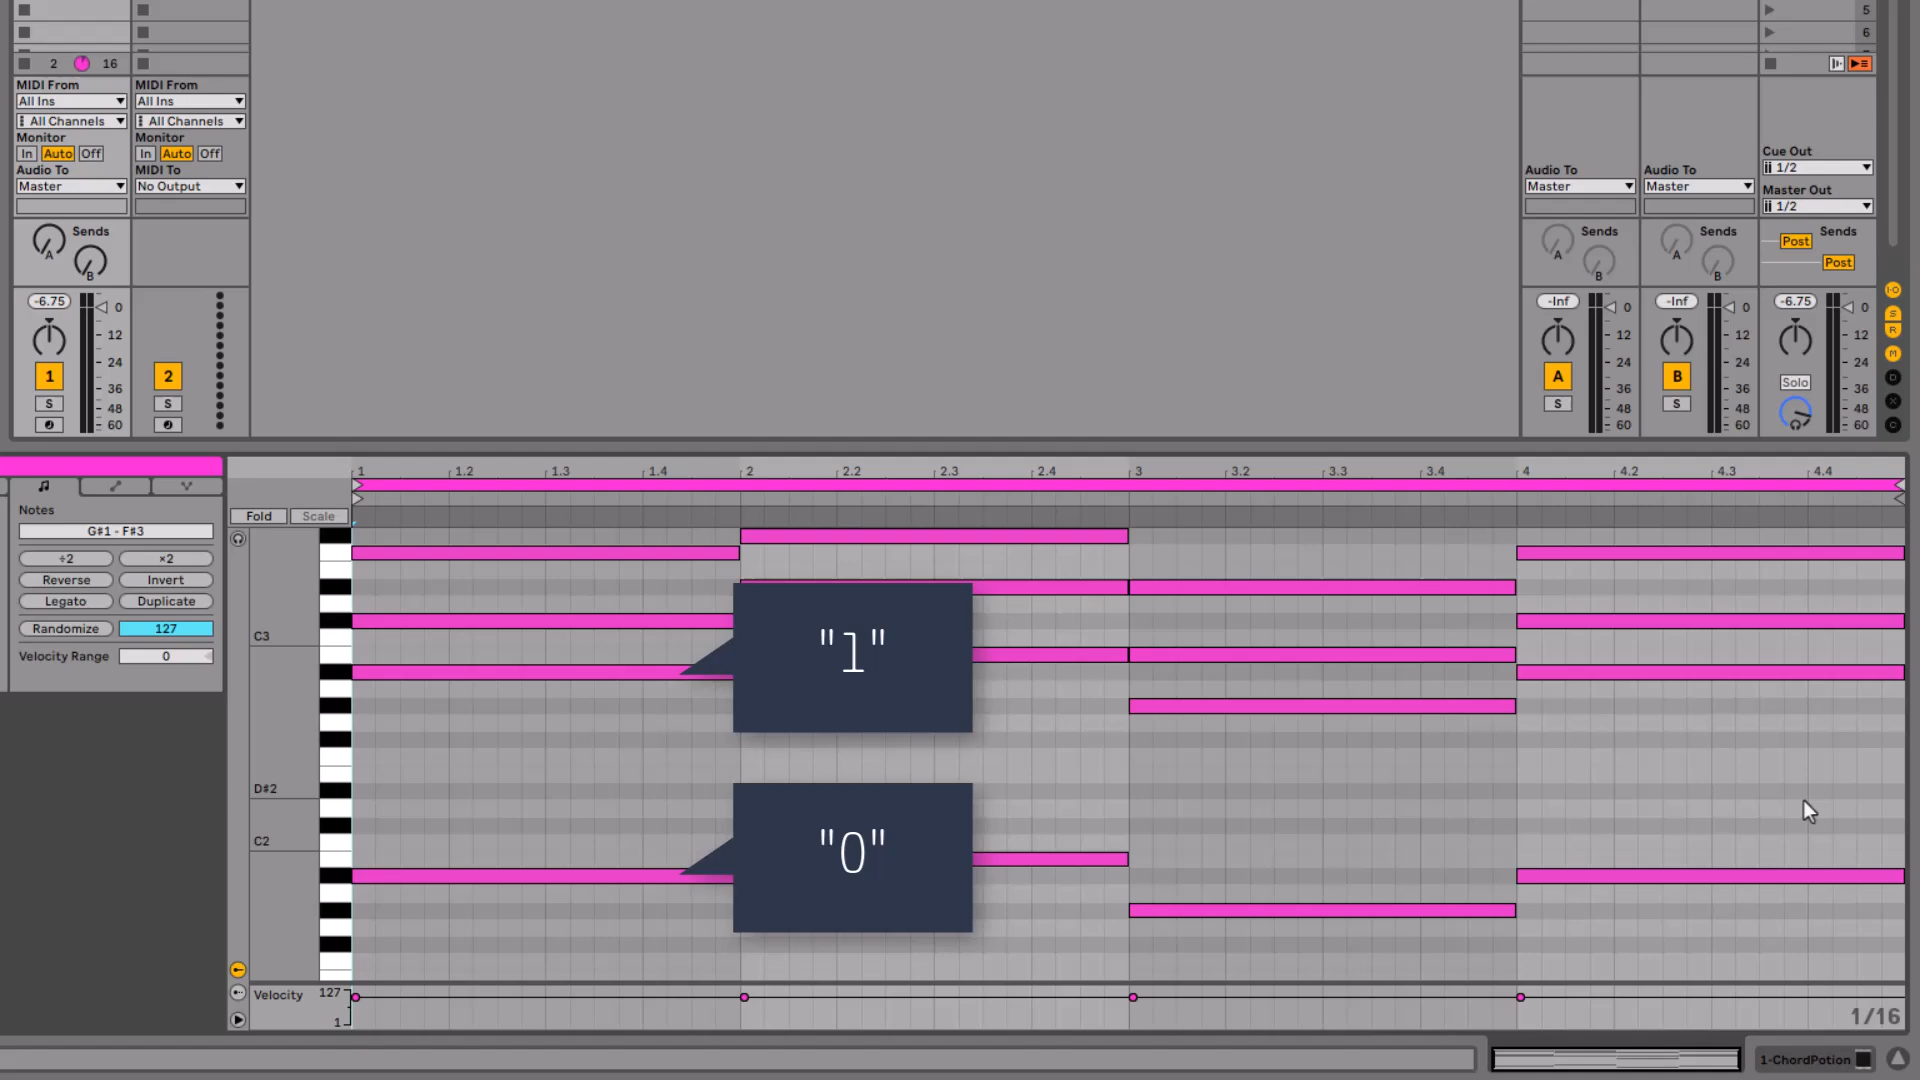 5
6
2 16
MIDI From MIDI From
All Ins All Ins
All Channels All Channels
Monitor Monitor
In Auto Off In Auto Off
Audio To MIDI To
Master No Output
Cue Out
1/2
Audio To Audio To
Master Master
Master Out
1/2
Sends Sends
A B
Sends Sends Sends
A B A B
Post
Post
-6.75 0
12
24
36
48
60
1
S
2
S
-Inf 0
12
24
36
48
60
A
S
-Inf 0
12
24
36
48
60
B
S
-6.75 0
12
24
36
48
60
Solo
I·O
S
R
M
D
X
C
1 1.2 1.3 1.4 2 2.2 2.3 2.4 3 3.2 3.3 3.4 4 4.2 4.3 4.4
Notes
G#1 - F#3
÷2 ×2
Reverse Invert
Legato Duplicate
Randomize 127
Velocity Range 0
Fold Scale
C3
D#2
C2
"1"
"0"
Velocity 127
1
1/16
1-ChordPotion